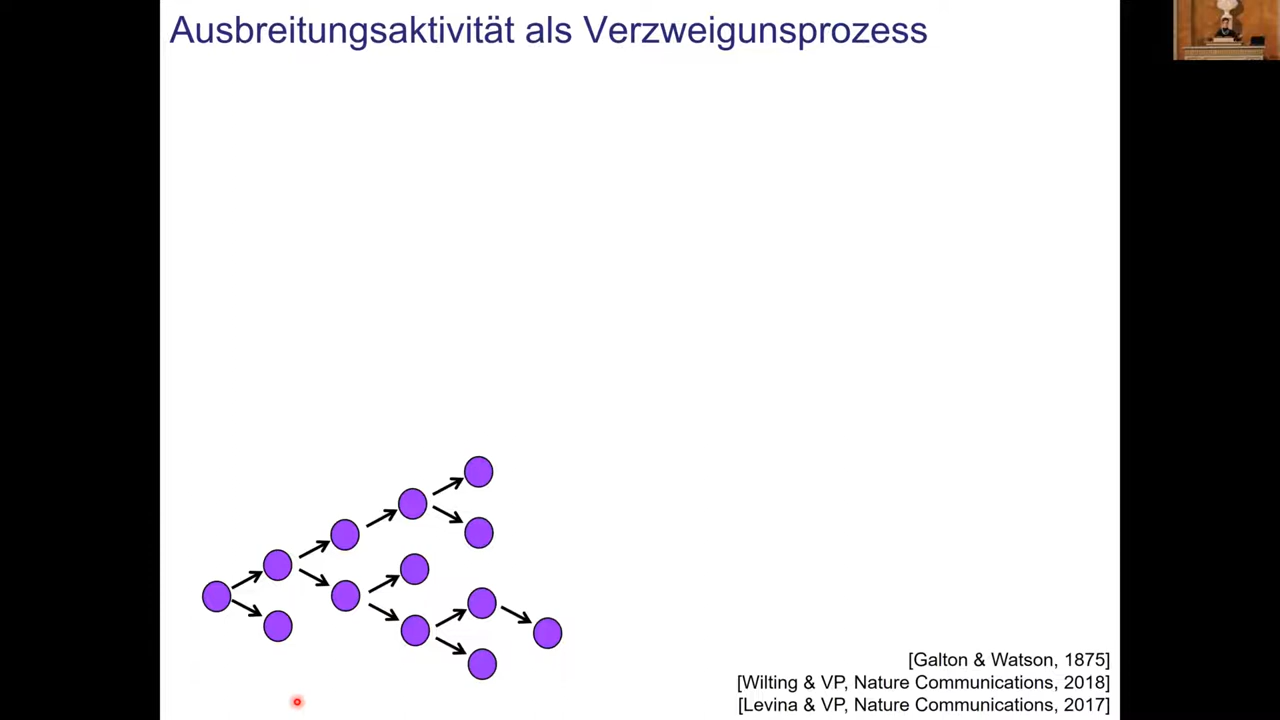 Ausbreitungsaktivität als Verzweigunsprozess
[Galton & Watson, 1875]
[Wilting & VP, Nature Communications, 2018]
[Levina & VP, Nature Communications, 2017]